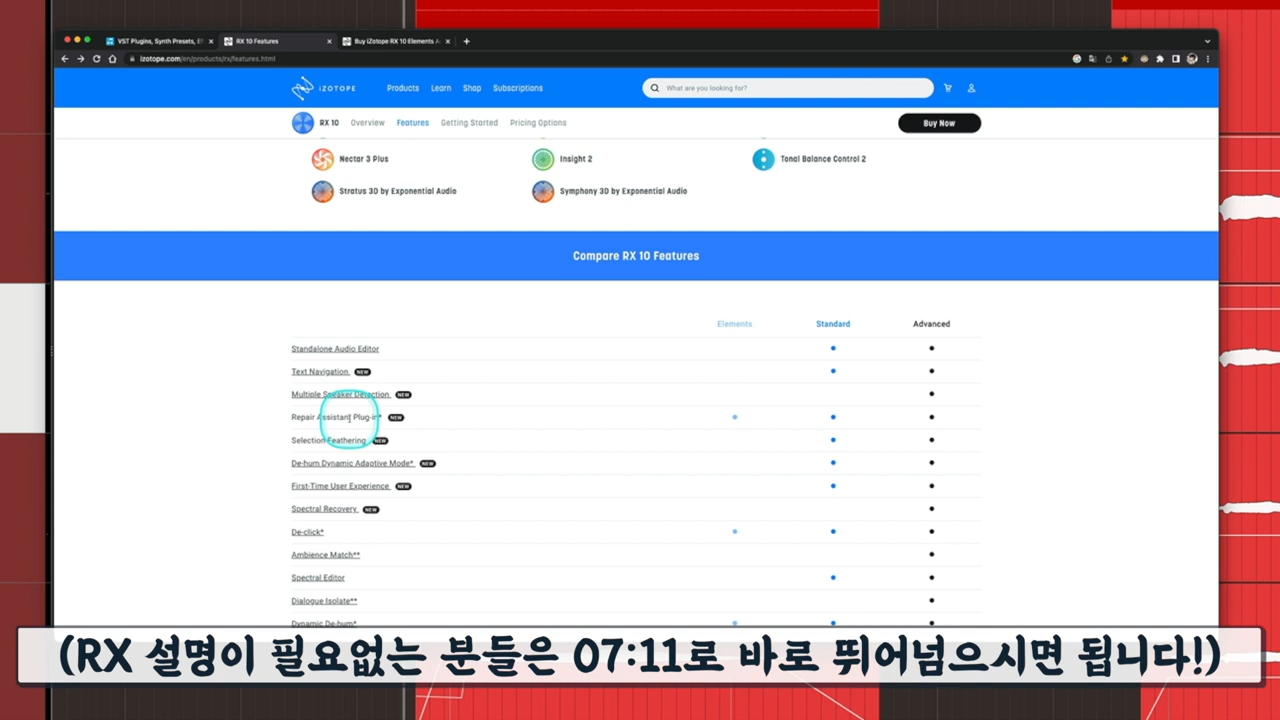 VST Plugins, Synth Presets, Ef
RX 10 Features
Buy iZotope RX 10 Elements A
izotope.com/en/products/rx/features.html
iZOTOPE
Products
Learn
Shop
Subscriptions
What are you looking for?
RX 10
Overview
Features
Getting Started
Pricing Options
Buy Now
Nectar 3 Plus
Insight 2
Tonal Balance Control 2
Stratus 3D by Exponential Audio
Symphony 3D by Exponential Audio
Compare RX 10 Features
Elements
Standard
Advanced
Standalone Audio Editor
Text Navigation NEW
Multiple Speaker Detection NEW
Repair Assistant Plug-in* NEW
Selection Feathering NEW
De-hum Dynamic Adaptive Mode* NEW
First-Time User Experience NEW
Spectral Recovery NEW
De-click*
Ambience Match**
Spectral Editor
Dialogue Isolate**
Dynamic De-hum*
(RX 설명이 필요없는 분들은 07:11로 바로 뛰어넘으시면 됩니다!)